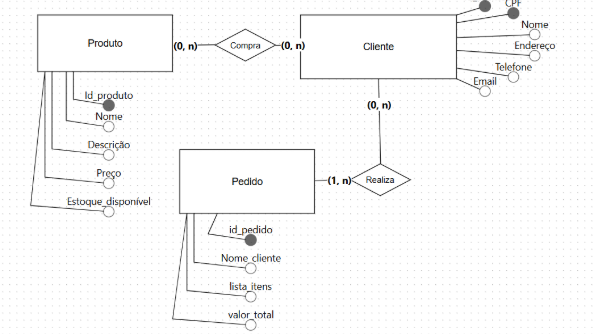 CPF
Nome
Endereço
Telefone
Email
Produto
(0, n)
Compra
(0, n)
Cliente
Id_produto
Nome
Descrição
Preço
Estoque_disponível
(0, n)
Pedido
(1, n)
Realiza
id_pedido
Nome_cliente
lista_itens
valor_total